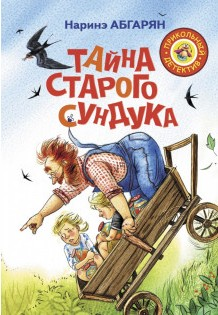 Наринэ АБГАРЯН
ПРИКОЛЬНЫЙ
ДЕТЕКТИВ
ТАЙНА
СТАРОГО
СУНДУКА